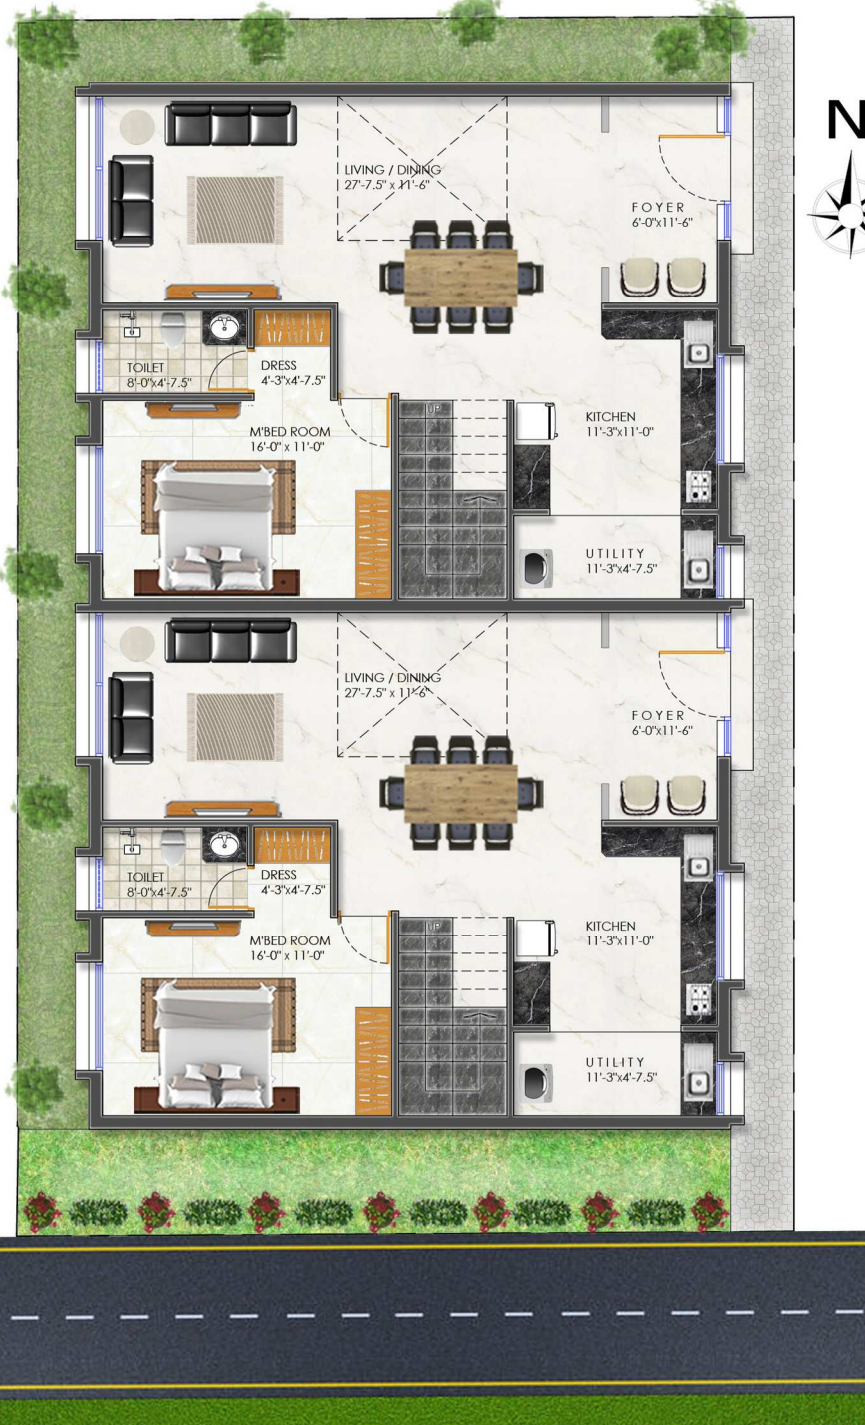 N
LIVING / DINING
27'-7.5" x 11'-6"
FOYER
6'-0"x11'-6"
TOILET
8'-0"x4'-7.5"
DRESS
4'-3"x4'-7.5"
M'BED ROOM
16'-0" x 11'-0"
UP
KITCHEN
11'-3"x11'-0"
UTILITY
11'-3"x4'-7.5"
LIVING / DINING
27'-7.5" x 11'-6"
FOYER
6'-0"x11'-6"
TOILET
8'-0"x4'-7.5"
DRESS
4'-3"x4'-7.5"
M'BED ROOM
16'-0" x 11'-0"
UP
KITCHEN
11'-3"x11'-0"
UTILITY
11'-3"x4'-7.5"